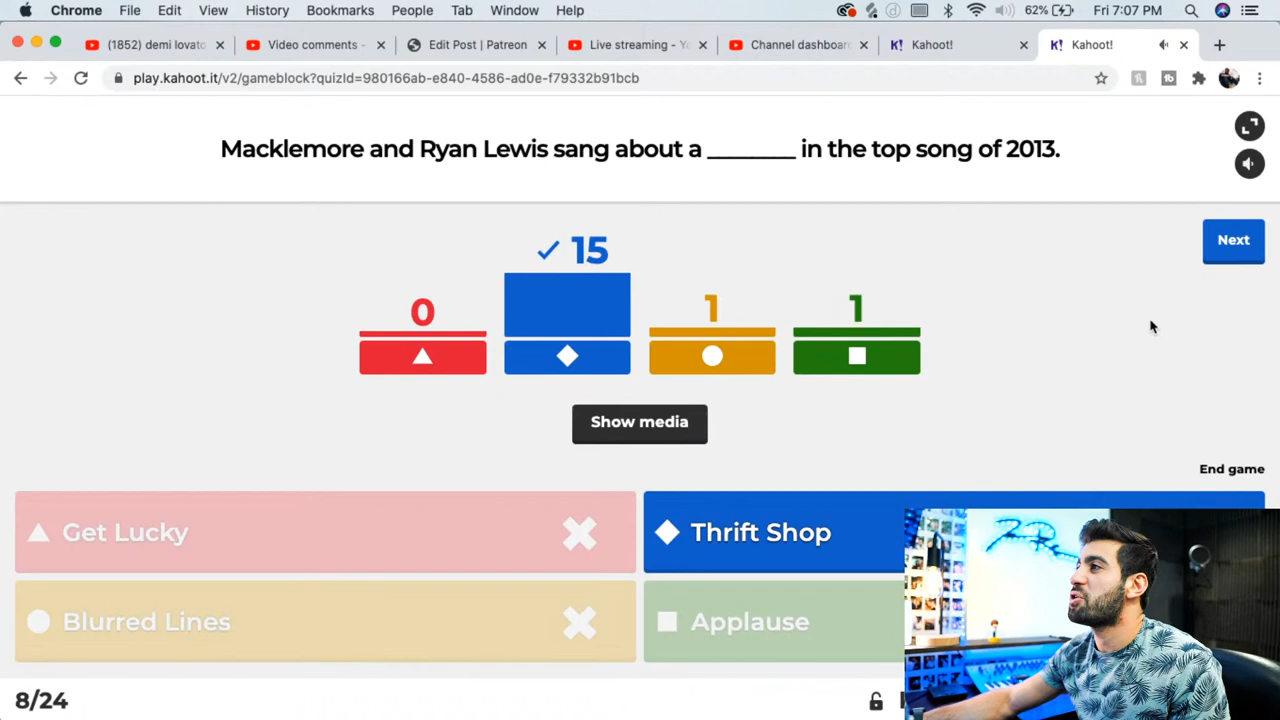 Chrome File Edit View History Bookmarks People Tab Window Help
62% Fri 7:07 PM
(1852) demi lovato
Video comments -
Edit Post | Patreon
Live streaming - Yo
Channel dashboard
Kahoot!
Kahoot!
play.kahoot.it/v2/gameblock?quizId=980166ab-e840-4586-ad0e-f79332b91bcb
Macklemore and Ryan Lewis sang about a ________ in the top song of 2013.
Next
0
15
1
1
Show media
End game
Get Lucky
Thrift Shop
Blurred Lines
Applause
8/24